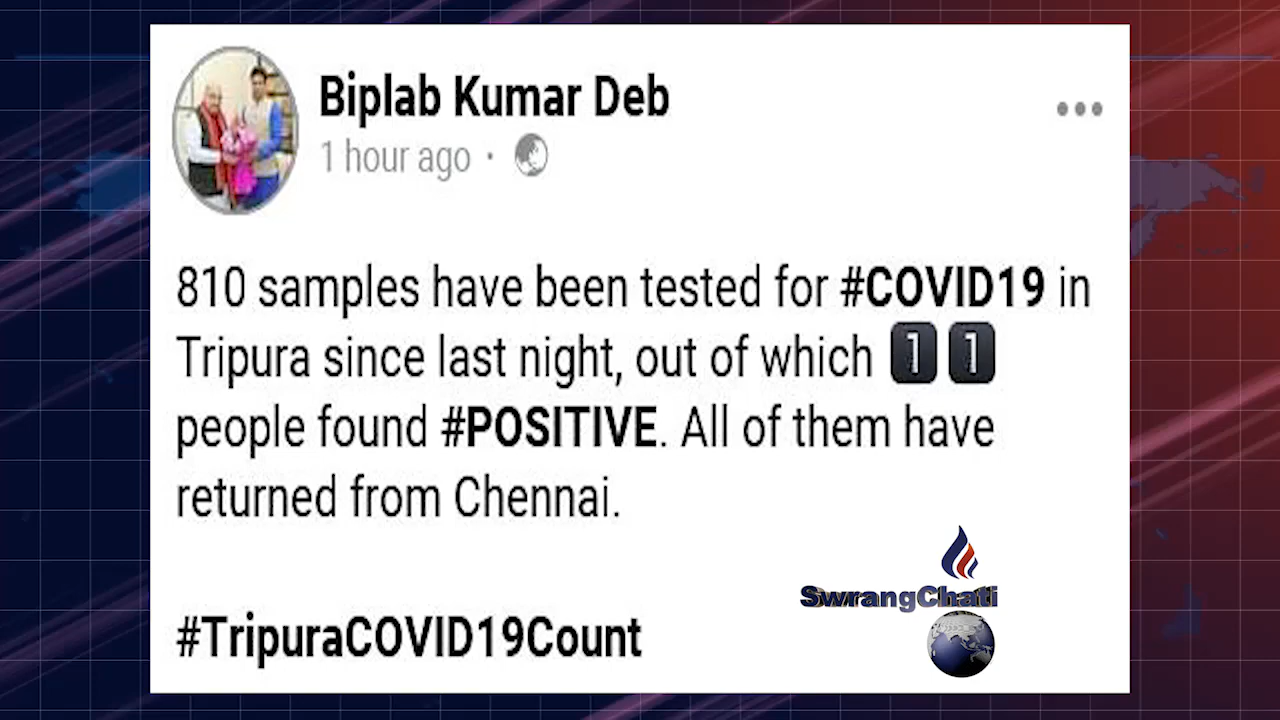 Biplab Kumar Deb
1 hour ago ·
810 samples have been tested for #COVID19 in
Tripura since last night, out of which 1️⃣1️⃣
people found #POSITIVE. All of them have
returned from Chennai.
#TripuraCOVID19Count
SwrangChati